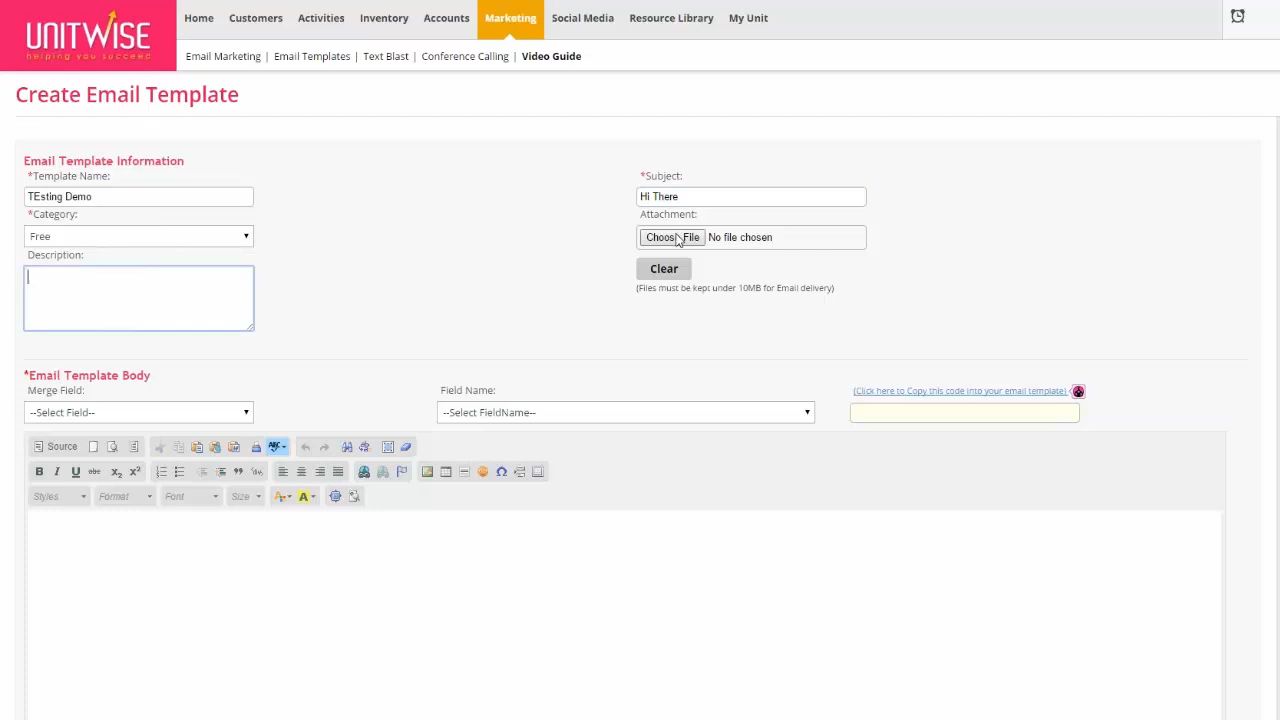 UNITWISE
helping you succeed
Home Customers Activities Inventory Accounts Marketing Social Media Resource Library My Unit
Email Marketing | Email Templates | Text Blast | Conference Calling | Video Guide
Create Email Template
Email Template Information
*Template Name: *Subject:
TEsting Demo Hi There
*Category: Attachment:
Free Choose File No file chosen
Description: Clear
(Files must be kept under 10MB for Email delivery)
*Email Template Body
Merge Field: Field Name: (Click here to Copy this code into your email template)
--Select Field-- --Select FieldName--
Source ABC
B I U abc X2 X2
Styles Format Font Size A A